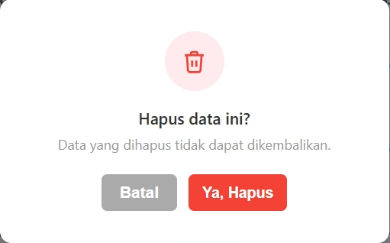 Hapus data ini?
Data yang dihapus tidak dapat dikembalikan.
Batal
Ya, Hapus